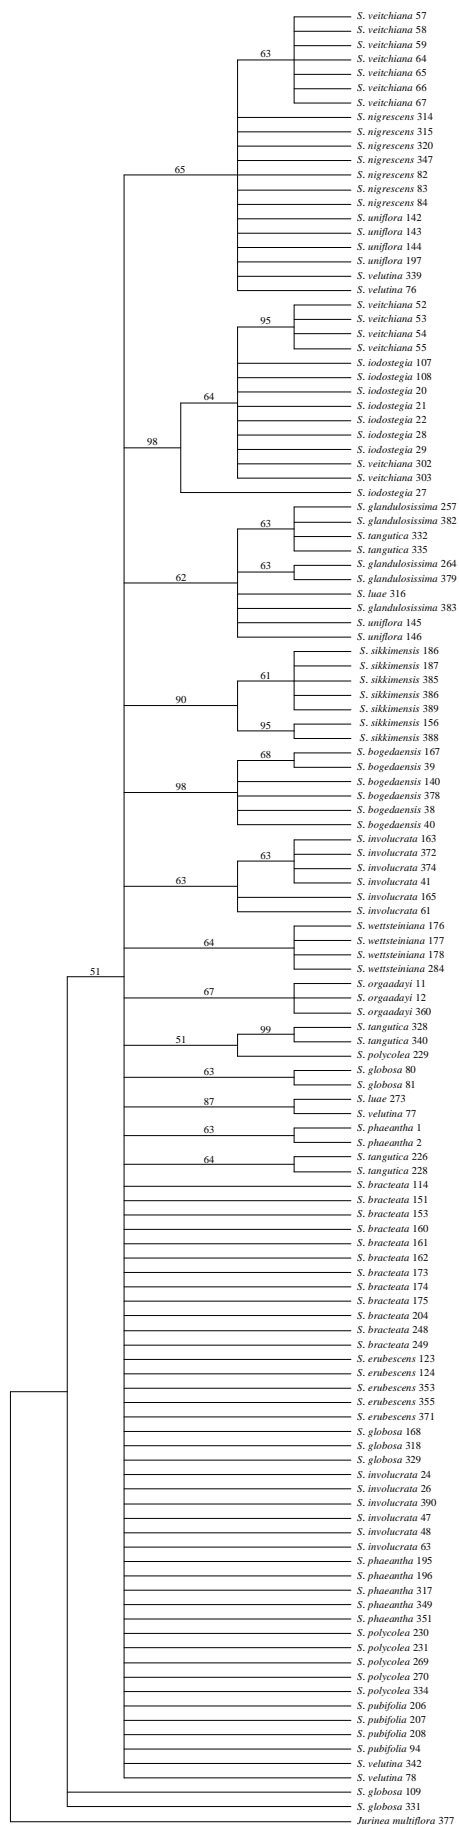 S. veitchiana 57
S. veitchiana 58
S. veitchiana 59
63
S. veitchiana 64
S. veitchiana 65
S. veitchiana 66
S. veitchiana 67
S. nigrescens 314
S. nigrescens 315
S. nigrescens 320
S. nigrescens 347
65
S. nigrescens 82
S. nigrescens 83
S. nigrescens 84
S. uniflora 142
S. uniflora 143
S. uniflora 144
S. uniflora 197
S. velutina 339
S. velutina 76
S. veitchiana 52
95
S. veitchiana 53
S. veitchiana 54
S. veitchiana 55
S. iodostegia 107
S. iodostegia 108
S. iodostegia 20
64
S. iodostegia 21
S. iodostegia 22
S. iodostegia 28
98
S. iodostegia 29
S. veitchiana 302
S. veitchiana 303
S. iodostegia 27
S. glandulosissima 257
63
S. glandulosissima 382
S. tangutica 332
S. tangutica 335
63
S. glandulosissima 264
62
S. glandulosissima 379
S. luae 316
S. glandulosissima 383
S. uniflora 145
S. uniflora 146
S. sikkimensis 186
S. sikkimensis 187
61
S. sikkimensis 385
S. sikkimensis 386
90
S. sikkimensis 389
95
S. sikkimensis 156
S. sikkimensis 388
68
S. bogedaensis 167
S. bogedaensis 39
S. bogedaensis 140
98
S. bogedaensis 378
S. bogedaensis 38
S. bogedaensis 40
S. involucrata 163
63
S. involucrata 372
S. involucrata 374
63
S. involucrata 41
S. involucrata 165
S. involucrata 61
S. wettsteiniana 176
64
S. wettsteiniana 177
S. wettsteiniana 178
S. wettsteiniana 284
51
S. orgaadayi 11
67
S. orgaadayi 12
S. orgaadayi 360
99
S. tangutica 328
51
S. tangutica 340
S. polycolea 229
63
S. globosa 80
S. globosa 81
87
S. luae 273
S. velutina 77
63
S. phaeantha 1
S. phaeantha 2
64
S. tangutica 226
S. tangutica 228
S. bracteata 114
S. bracteata 151
S. bracteata 153
S. bracteata 160
S. bracteata 161
S. bracteata 162
S. bracteata 173
S. bracteata 174
S. bracteata 175
S. bracteata 204
S. bracteata 248
S. bracteata 249
S. erubescens 123
S. erubescens 124
S. erubescens 353
S. erubescens 355
S. erubescens 371
S. globosa 168
S. globosa 318
S. globosa 329
S. involucrata 24
S. involucrata 26
S. involucrata 390
S. involucrata 47
S. involucrata 48
S. involucrata 63
S. phaeantha 195
S. phaeantha 196
S. phaeantha 317
S. phaeantha 349
S. phaeantha 351
S. polycolea 230
S. polycolea 231
S. polycolea 269
S. polycolea 270
S. polycolea 334
S. pubifolia 206
S. pubifolia 207
S. pubifolia 208
S. pubifolia 94
S. velutina 342
S. velutina 78
S. globosa 109
S. globosa 331
Jurinea multiflora 377